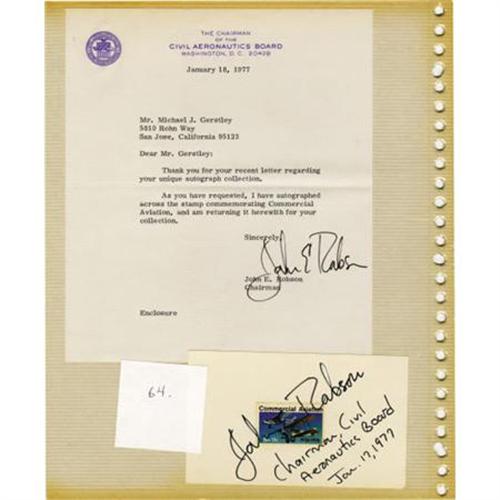 THE CHAIRMAN
OF THE
CIVIL AERONAUTICS BOARD
WASHINGTON, D. C. 20428
January 18, 1977
Mr. Michael J. Gerstley
5810 Rohn Way
San Jose, California 95123
Dear Mr. Gerstley:
Thank you for your recent letter regarding
your unique autograph collection.
As you have requested, I have autographed
across the stamp commemorating Commercial
Aviation, and am returning it herewith for your
collection.
Sincerely,
John E Robson
John E. Robson
Chairman
Enclosure
64.
John Robson
Commercial Aviation
Chairman, Civil
Aeronautics Board
Jan. 17, 1977